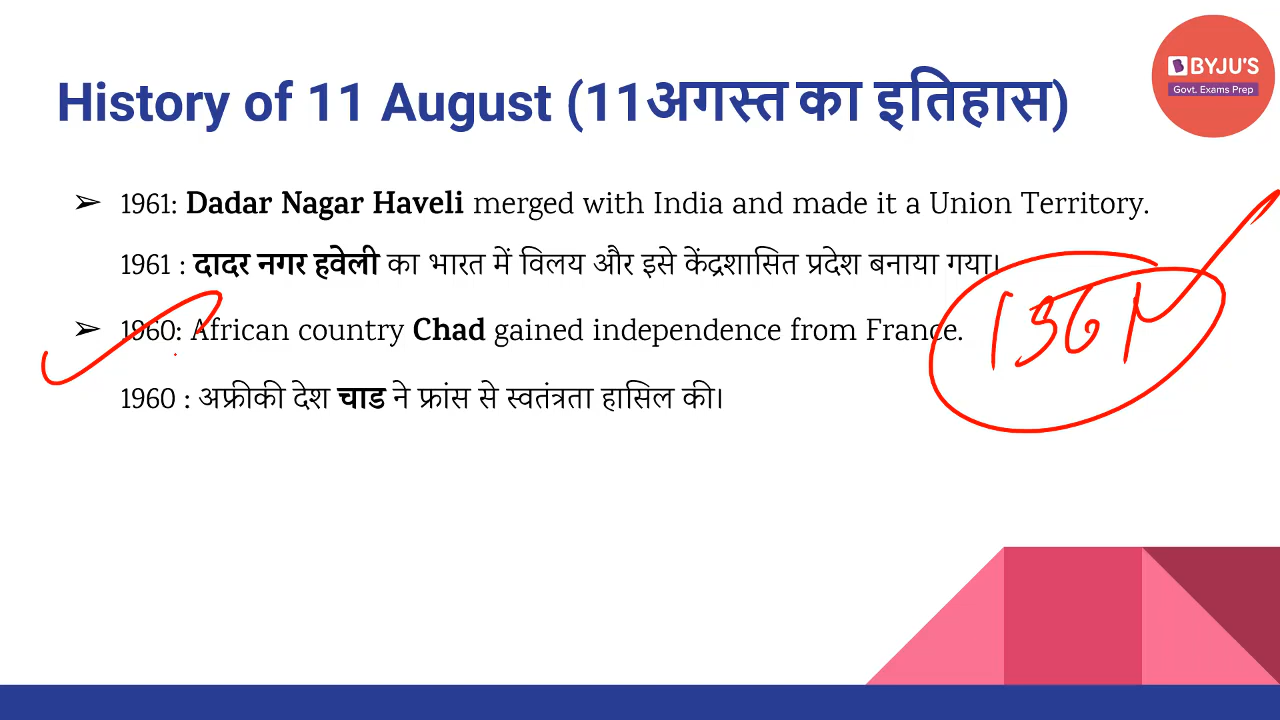 BYJU'S
Govt. Exams Prep
History of 11 August (11अगस्त का इतिहास)
➢ 1961: Dadar Nagar Haveli merged with India and made it a Union Territory.
1961 : दादर नगर हवेली का भारत में विलय और इसे केंद्रशासित प्रदेश बनाया गया।
➢ 1960: African country Chad gained independence from France.
1960 : अफ्रीकी देश चाड ने फ्रांस से स्वतंत्रता हासिल की।